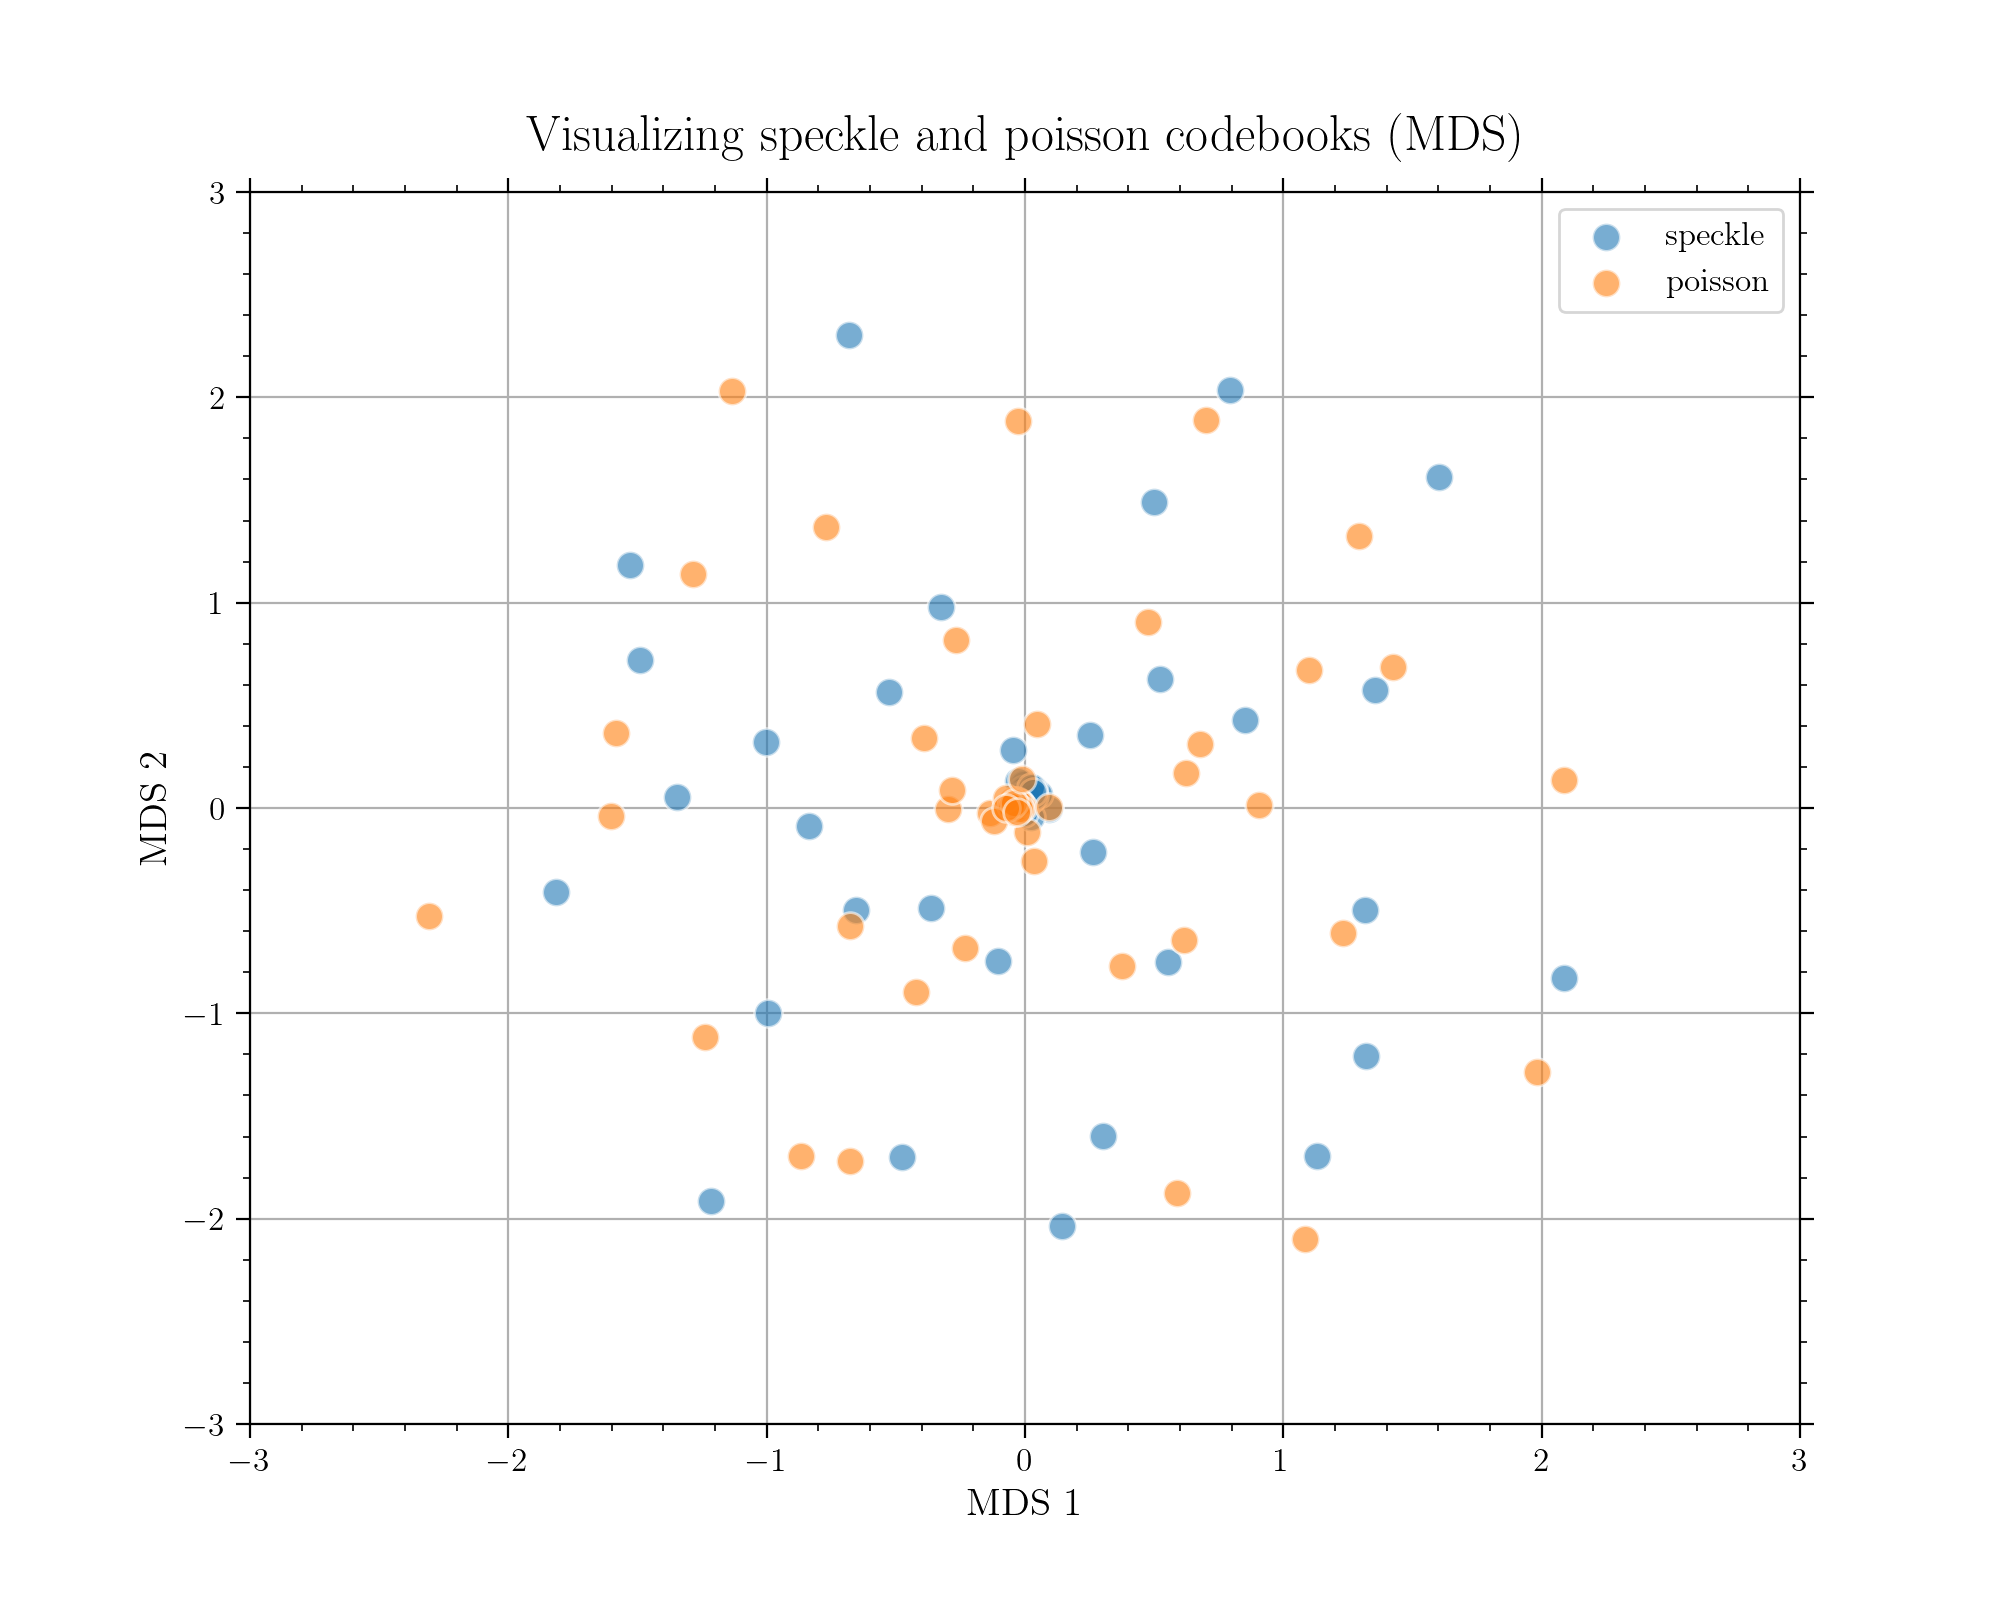 Visualizing speckle and poisson codebooks (MDS)
speckle
poisson
3
2
1
0
−1
−2
−3
MDS 2
−3
−2
−1
0
1
2
3
MDS 1